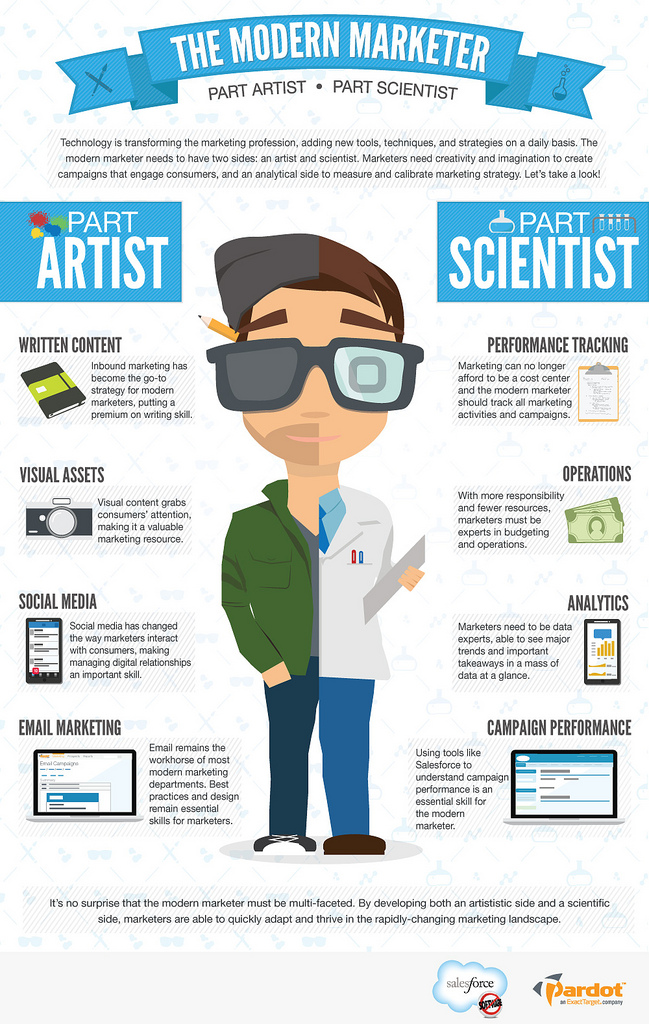 THE MODERN MARKETER
PART ARTIST • PART SCIENTIST
Technology is transforming the marketing profession, adding new tools, techniques, and strategies on a daily basis. The
modern marketer needs to have two sides: an artist and scientist. Marketers need creativity and imagination to create
campaigns that engage consumers, and an analytical side to measure and calibrate marketing strategy. Let's take a look!
PART
ARTIST
WRITTEN CONTENT
Inbound marketing has
become the go-to
strategy for modern
marketers, putting a
premium on writing skill.
VISUAL ASSETS
Visual content grabs
consumers' attention,
making it a valuable
marketing resource.
SOCIAL MEDIA
Social media has changed
the way marketers interact
with consumers, making
managing digital relationships
an important skill.
EMAIL MARKETING
Email Campaigns
Email remains the
workhorse of most
modern marketing
departments. Best
practices and design
remain essential
skills for marketers.
PART
SCIENTIST
PERFORMANCE TRACKING
Marketing can no longer
afford to be a cost center
and the modern marketer
should track all marketing
activities and campaigns.
OPERATIONS
With more responsibility
and fewer resources,
marketers must be
experts in budgeting
and operations.
ANALYTICS
Marketers need to be data
experts, able to see major
trends and important
takeaways in a mass of
data at a glance.
CAMPAIGN PERFORMANCE
Using tools like
Salesforce to
understand campaign
performance is an
essential skill for
the modern
marketer.
It's no surprise that the modern marketer must be multi-faceted. By developing both an artististic side and a scientific
side, marketers are able to quickly adapt and thrive in the rapidly-changing marketing landscape.
salesforce
SOFTWARE
Pardot™
an ExactTarget company